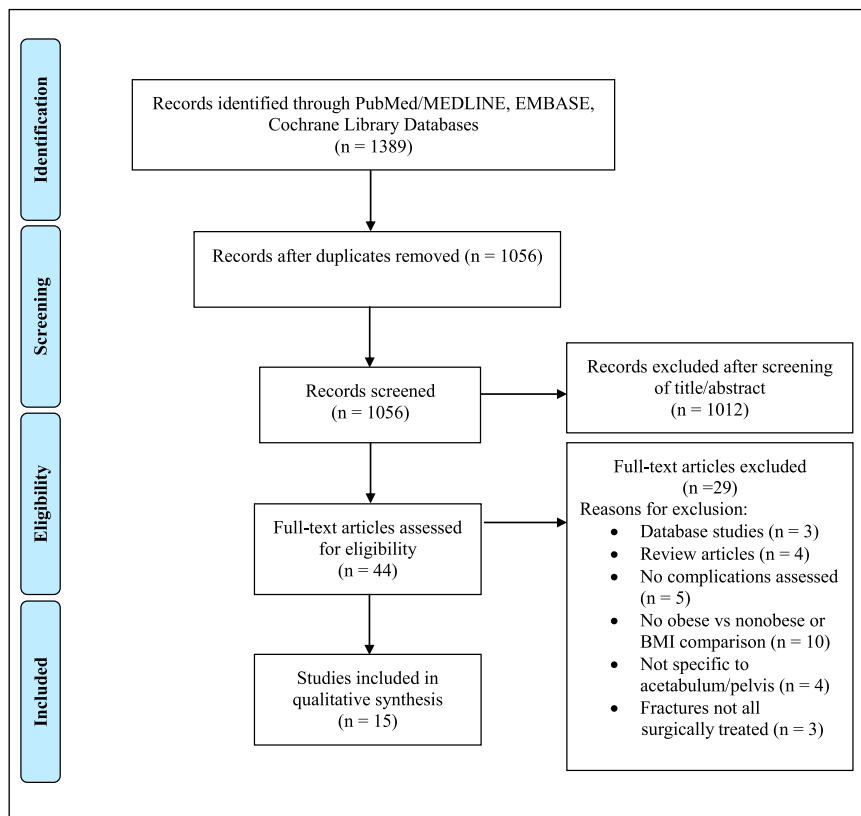 Identification
Records identified through PubMed/MEDLINE, EMBASE,
Cochrane Library Databases
(n = 1389)
Screening
Records after duplicates removed (n = 1056)
Records screened
(n = 1056)
Records excluded after screening
of title/abstract
(n = 1012)
Eligibility
Full-text articles assessed
for eligibility
(n = 44)
Full-text articles excluded
(n =29)
Reasons for exclusion:
• Database studies (n = 3)
• Review articles (n = 4)
• No complications assessed
(n = 5)
• No obese vs nonobese or
BMI comparison (n = 10)
• Not specific to
acetabulum/pelvis (n = 4)
• Fractures not all
surgically treated (n = 3)
Included
Studies included in
qualitative synthesis
(n = 15)